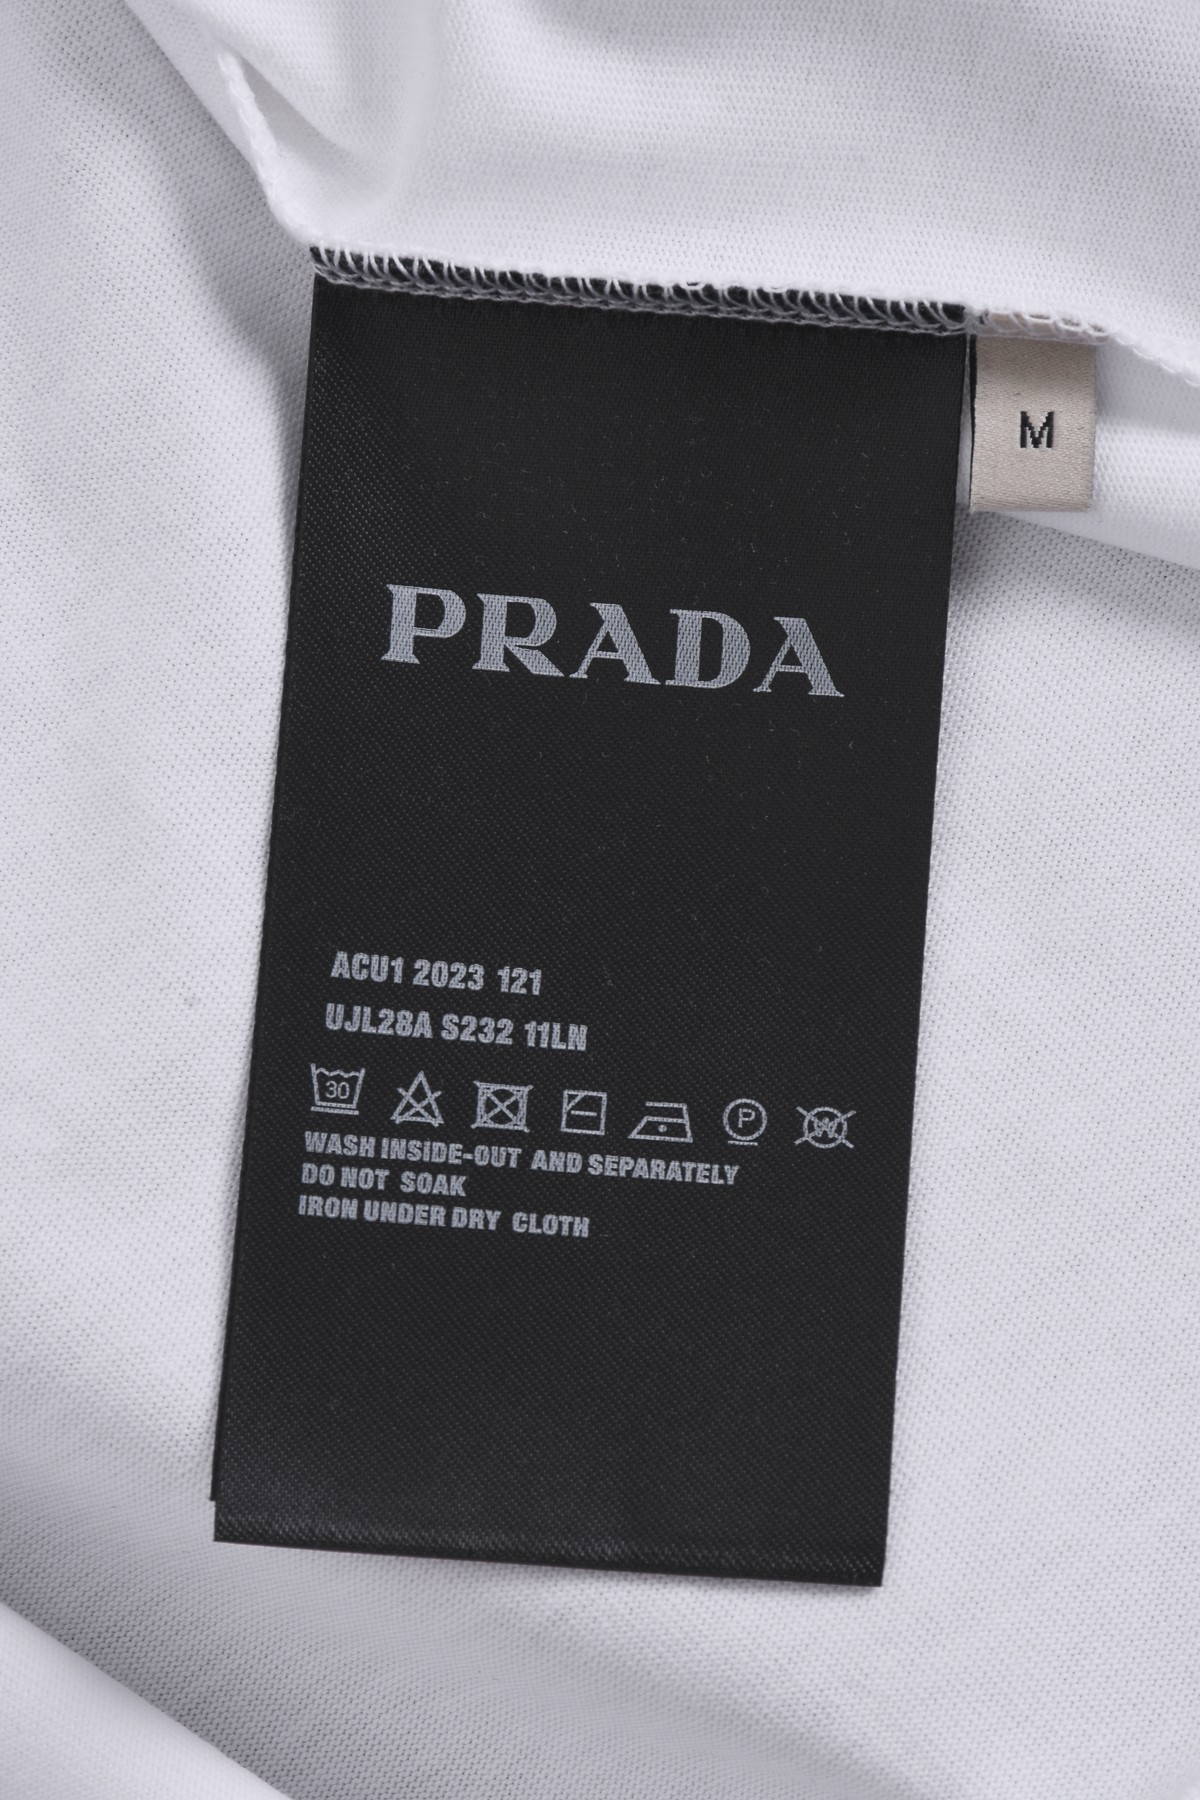 M
PRADA
ACU1 2023 121
UJL28A S232 11LN
30
P
W
WASH INSIDE-OUT AND SEPARATELY
DO NOT SOAK
IRON UNDER DRY CLOTH